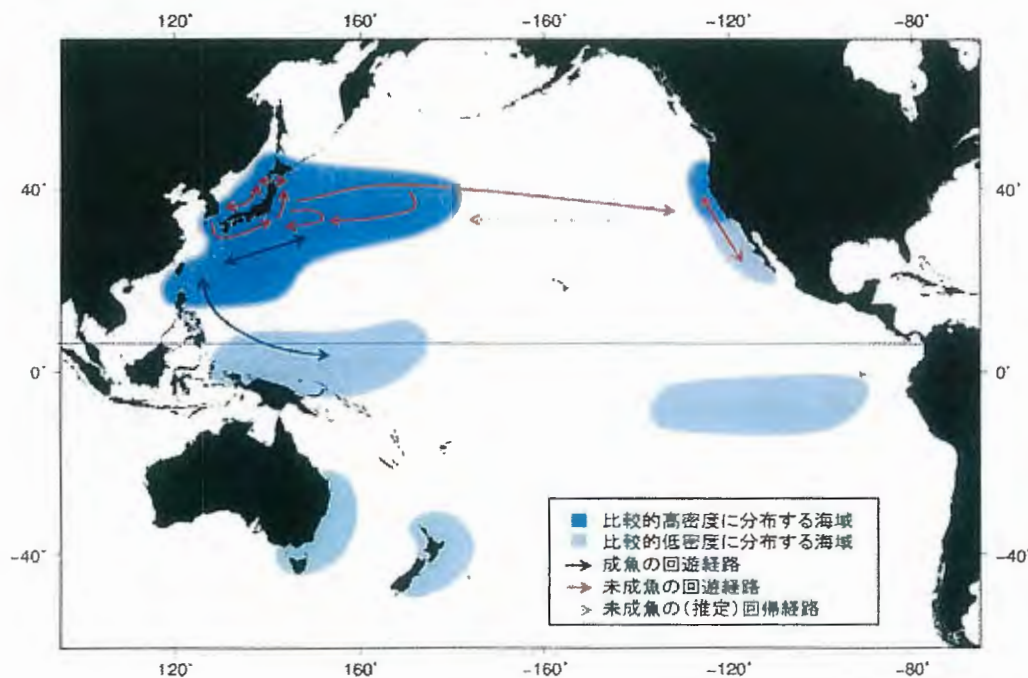 120° 160° -160° -120° -80°
40° 40°
0° 0°
-40° -40°
比較的高密度に分布する海域
比較的低密度に分布する海域
成魚の回遊経路
未成魚の回遊経路
未成魚の(推定)回帰経路
120° 160° -160° -120° -80°